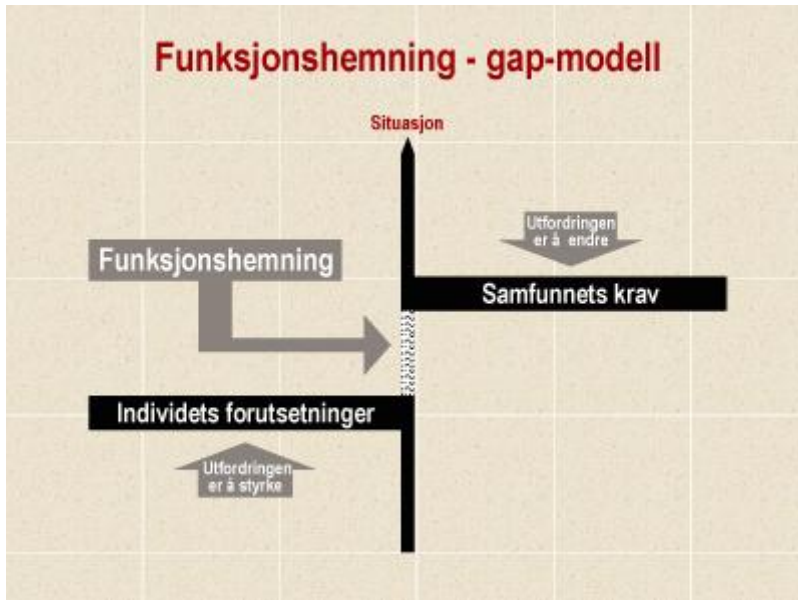 Funksjonshemning - gap-modell
Situasjon
Utfordringen
er å endre
Funksjonshemning
Samfunnets krav
Individets forutsetninger
Utfordringen
er å styrke